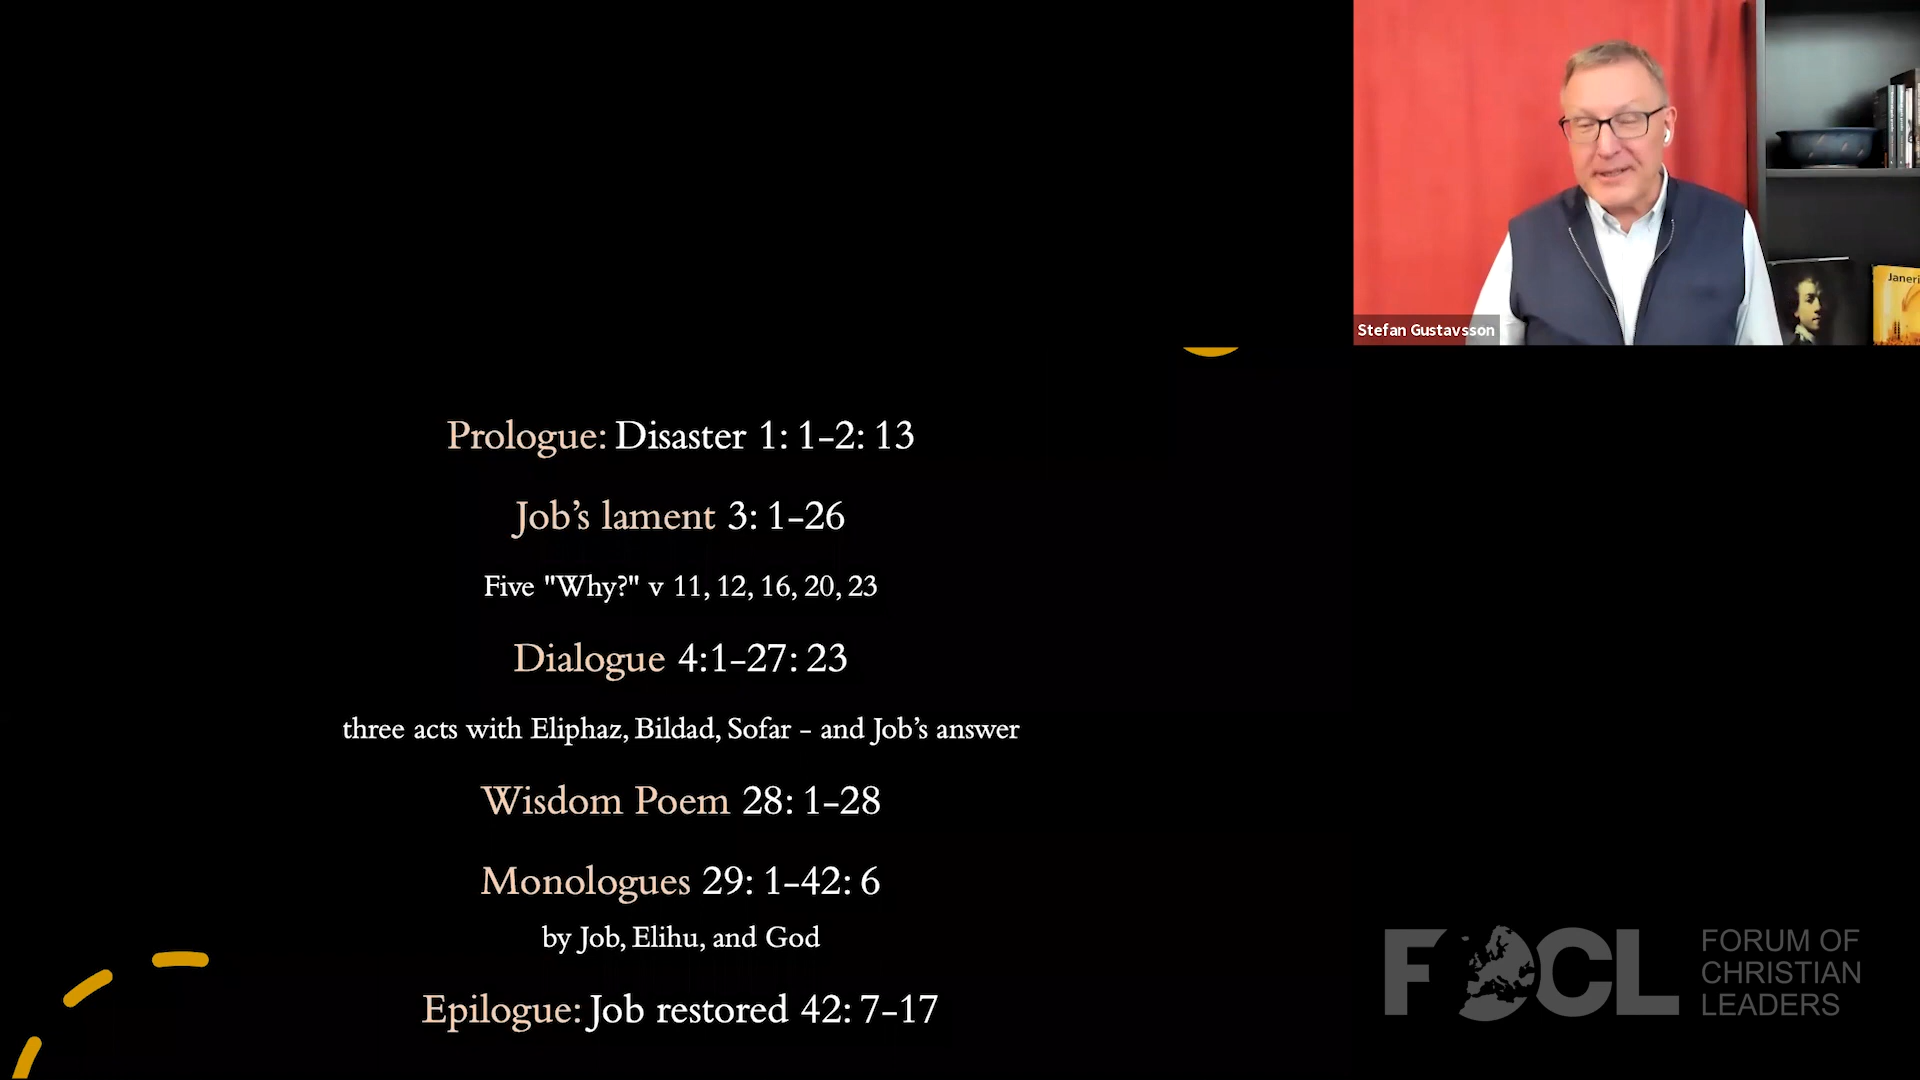 Janeri
Stefan Gustavsson
Prologue: Disaster 1: 1-2: 13
Job's lament 3: 1-26
Five "Why?" v 11, 12, 16, 20, 23
Dialogue 4:1-27: 23
three acts with Eliphaz, Bildad, Sofar - and Job's answer
Wisdom Poem 28: 1-28
Monologues 29: 1-42: 6
by Job, Elihu, and God
Epilogue: Job restored 42: 7-17
FOCL
FORUM OF
CHRISTIAN
LEADERS